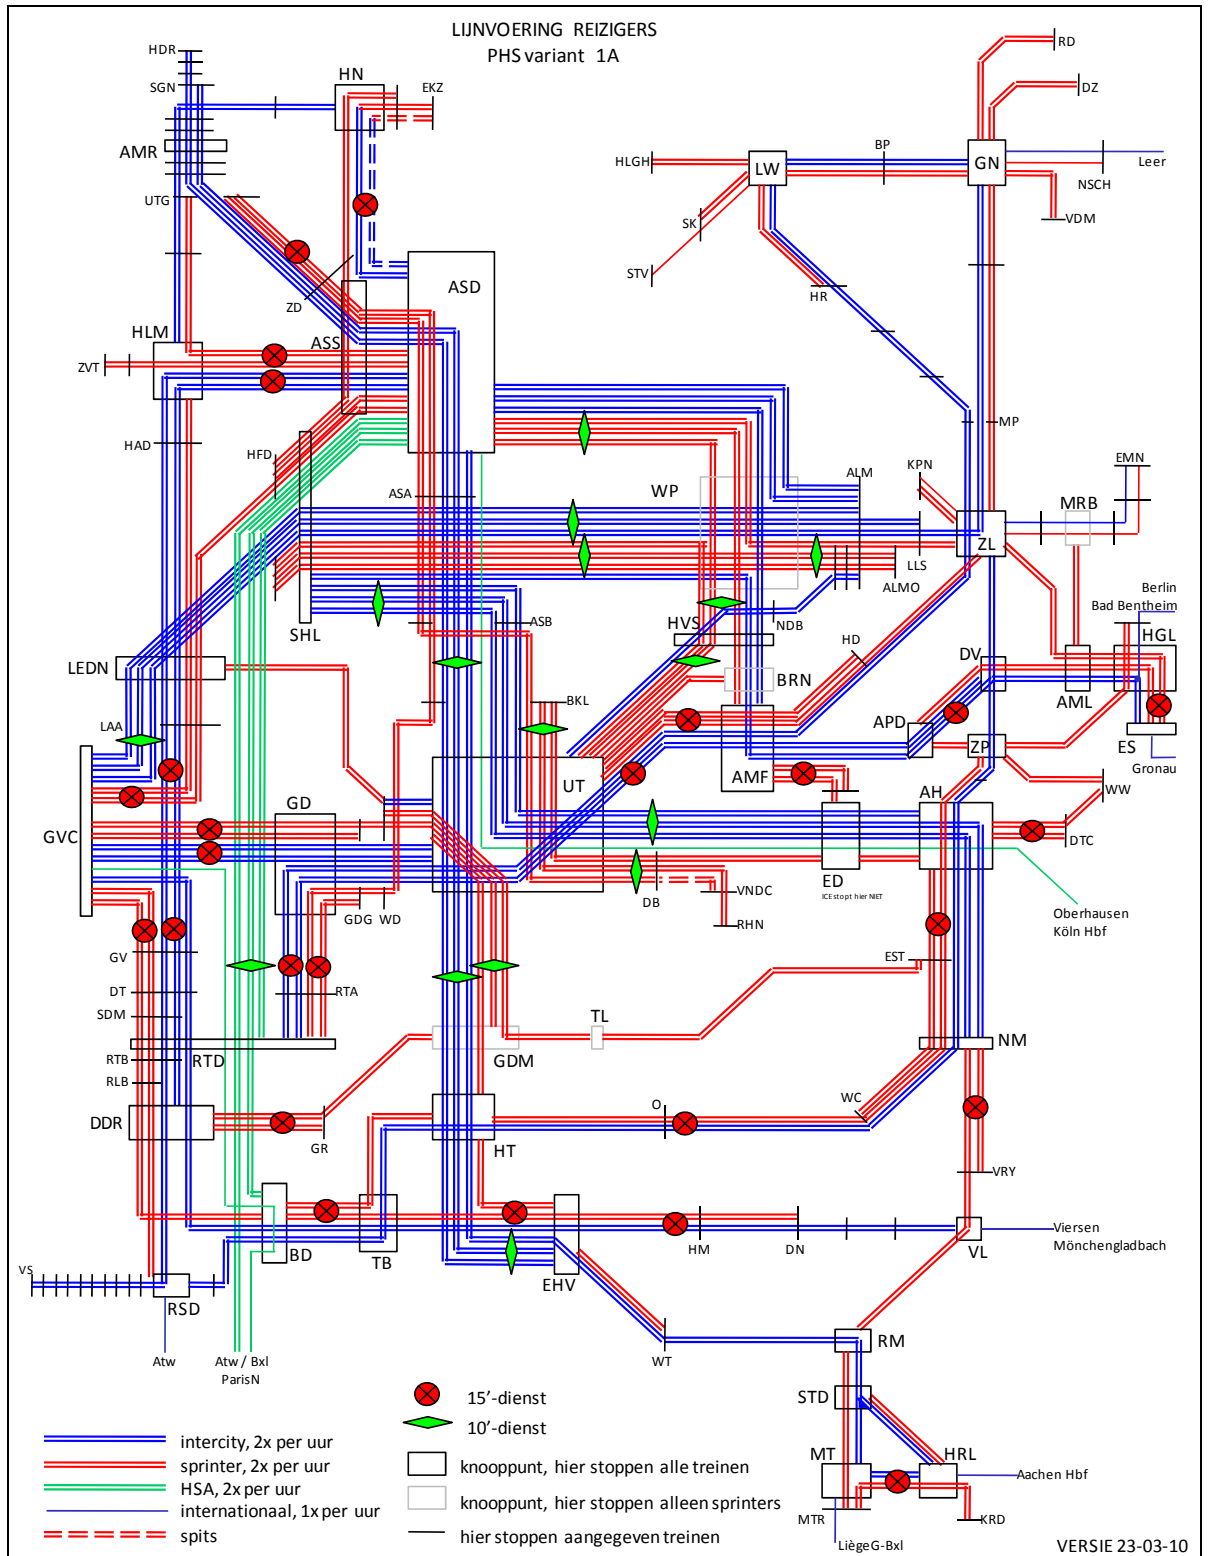 LIJNVOERING REIZIGERS
PHS variant 1A
HDR
SGN
HN
EKZ
RD
DZ
AMR
UTG
HLGH
LW
BP
GN
Leer
NSCH
VDM
SK
STV
HR
ZD
ASD
HLM
ASS
ZVT
HAD
HFD
MP
ASA
WP
ALM
KPN
EMN
MRB
ZL
LLS
ALMO
Berlin
Bad Bentheim
SHL
ASB
HVS
NDB
HD
HGL
LEDN
BRN
DV
AML
LAA
BKL
APD
ZP
ES
Gronau
AMF
UT
GD
AH
WW
GVC
DTC
ED
ICE stopt hier NIET
GDG
WD
DB
VNDC
RHN
Oberhausen
Köln Hbf
GV
EST
DT
RTA
SDM
TL
RTD
GDM
NM
RTB
RLB
DDR
GR
O
WC
HT
VRY
BD
TB
EHV
HM
DN
VL
Viersen
Mönchengladbach
VS
RSD
Atw
Atw / Bxl
ParisN
WT
RM
STD
15'-dienst
10'-dienst
intercity, 2x per uur
sprinter, 2x per uur
HSA, 2x per uur
internationaal, 1x per uur
spits
knooppunt, hier stoppen alle treinen
knooppunt, hier stoppen alleen sprinters
hier stoppen aangegeven treinen
MT
HRL
Aachen Hbf
MTR
KRD
LiègeG-Bxl
VERSIE 23-03-10